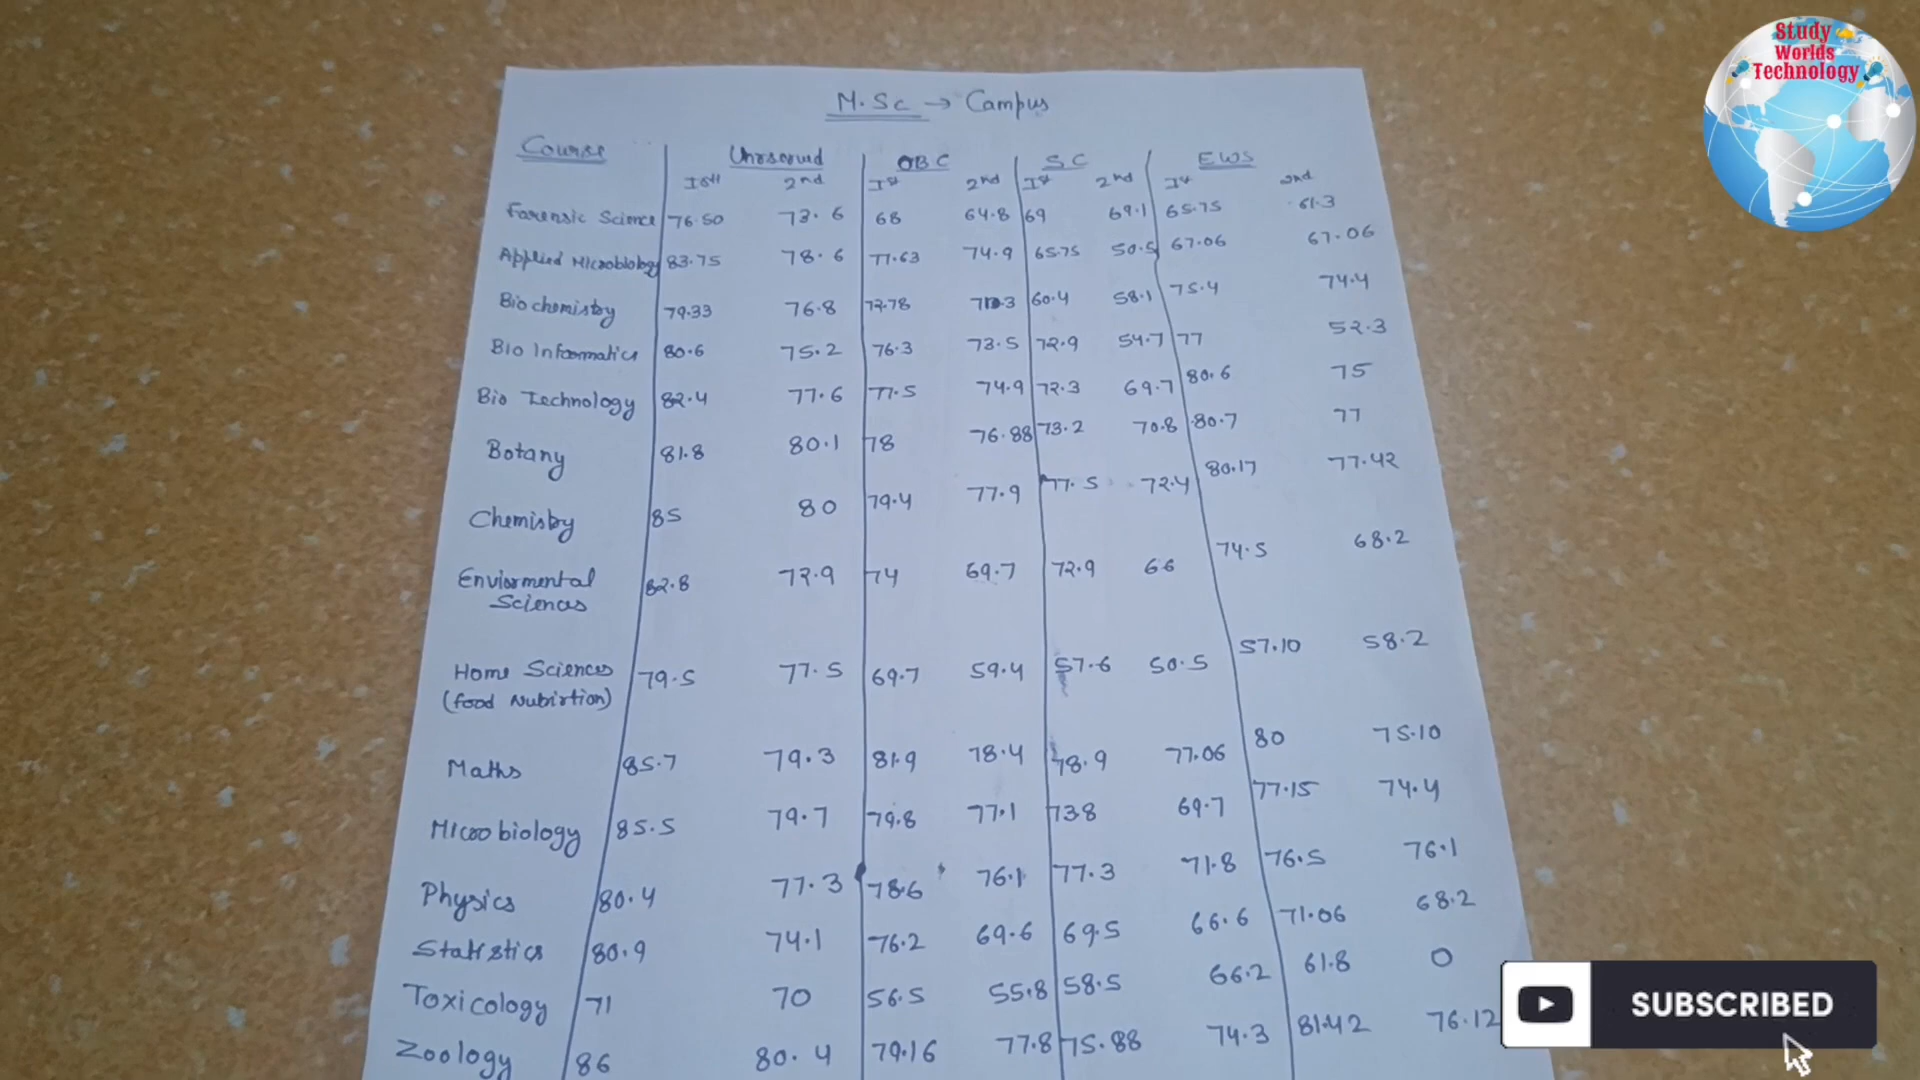 Study
Worlds
Technology
M.Sc → Campus
Course Unreserved OBC SC EWS
Ist 2nd Ist 2nd Ist 2nd Ist 2nd
Forensic Science 76.50 73.6 68 64.8 69 69.1 65.75 61.3
Applied Microbiology 83.75 78.6 77.63 74.9 65.75 50.5 67.06 67.06
Biochemistry 79.33 76.8 72.78 60.4 58.1 75.4 74.4
Bio Informatics 80.6 75.2 76.3 73.5 72.9 54.7 77 52.3
Bio Technology 82.4 77.6 77.5 74.9 72.3 69.7 80.6 75
Botany 81.8 80.1 78 76.88 73.2 70.8 80.7 77
Chemistry 85 80 79.4 77.9 77.5 72.4 80.17 77.42
Enviormental 82.8 72.9 74 69.7 72.9 66 74.5 68.2
Sciences
Home Sciences 79.5 77.5 69.7 59.4 57.6 50.5 57.10 58.2
(food Nutrition)
Maths 85.7 79.3 81.9 78.4 78.9 77.06 80 75.10
Microbiology 85.5 79.7 79.8 77.1 73.8 69.7 77.15 74.4
Physics 80.4 77.3 78.6 76.1 77.3 71.8 76.5 76.1
Statistics 80.9 74.1 76.2 69.6 69.5 66.6 71.06 68.2
Toxicology 71 70 56.5 55.8 58.5 66.2 61.8 0
Zoology 86 80.4 79.16 77.8 75.88 74.3 81.42 76.12
SUBSCRIBED